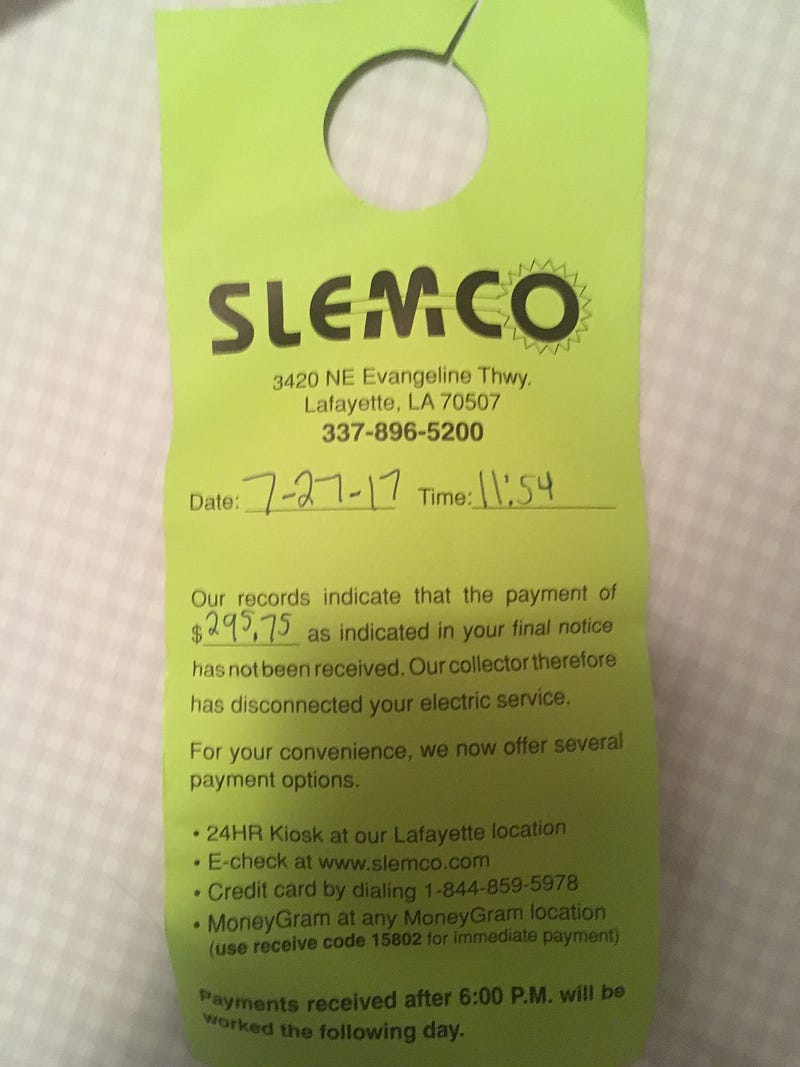 SLEMCO
3420 NE Evangeline Thwy.
Lafayette, LA 70507
337-896-5200
Date: 7-27-17 Time: 11:54
Our records indicate that the payment of
$295.75 as indicated in your final notice
has not been received. Our collector therefore
has disconnected your electric service.
For your convenience, we now offer several
payment options.
• 24HR Kiosk at our Lafayette location
• E-check at www.slemco.com
• Credit card by dialing 1-844-859-5978
• MoneyGram at any MoneyGram location
(use receive code 15802 for immediate payment)
Payments received after 6:00 P.M. will be
worked the following day.